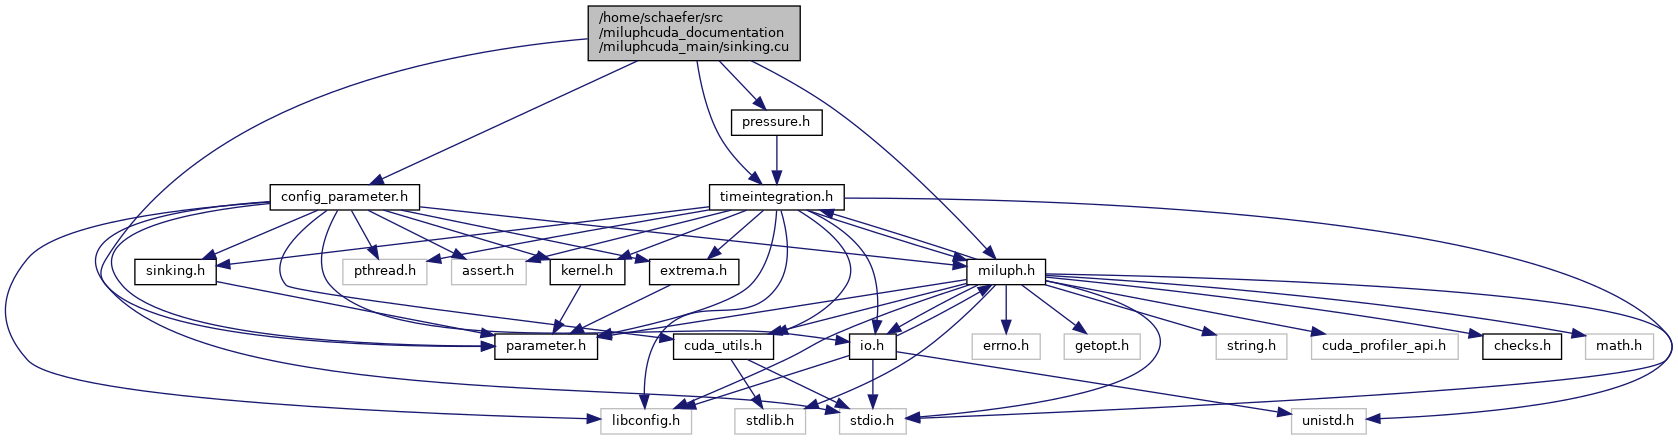 /home/schaefer/src
/miluphcuda_documentation
/miluphcuda_main/sinking.cu
pressure.h
config_parameter.h
timeintegration.h
sinking.h
pthread.h
assert.h
kernel.h
extrema.h
miluph.h
parameter.h
cuda_utils.h
io.h
errno.h
getopt.h
string.h
cuda_profiler_api.h
checks.h
math.h
libconfig.h
stdlib.h
stdio.h
unistd.h